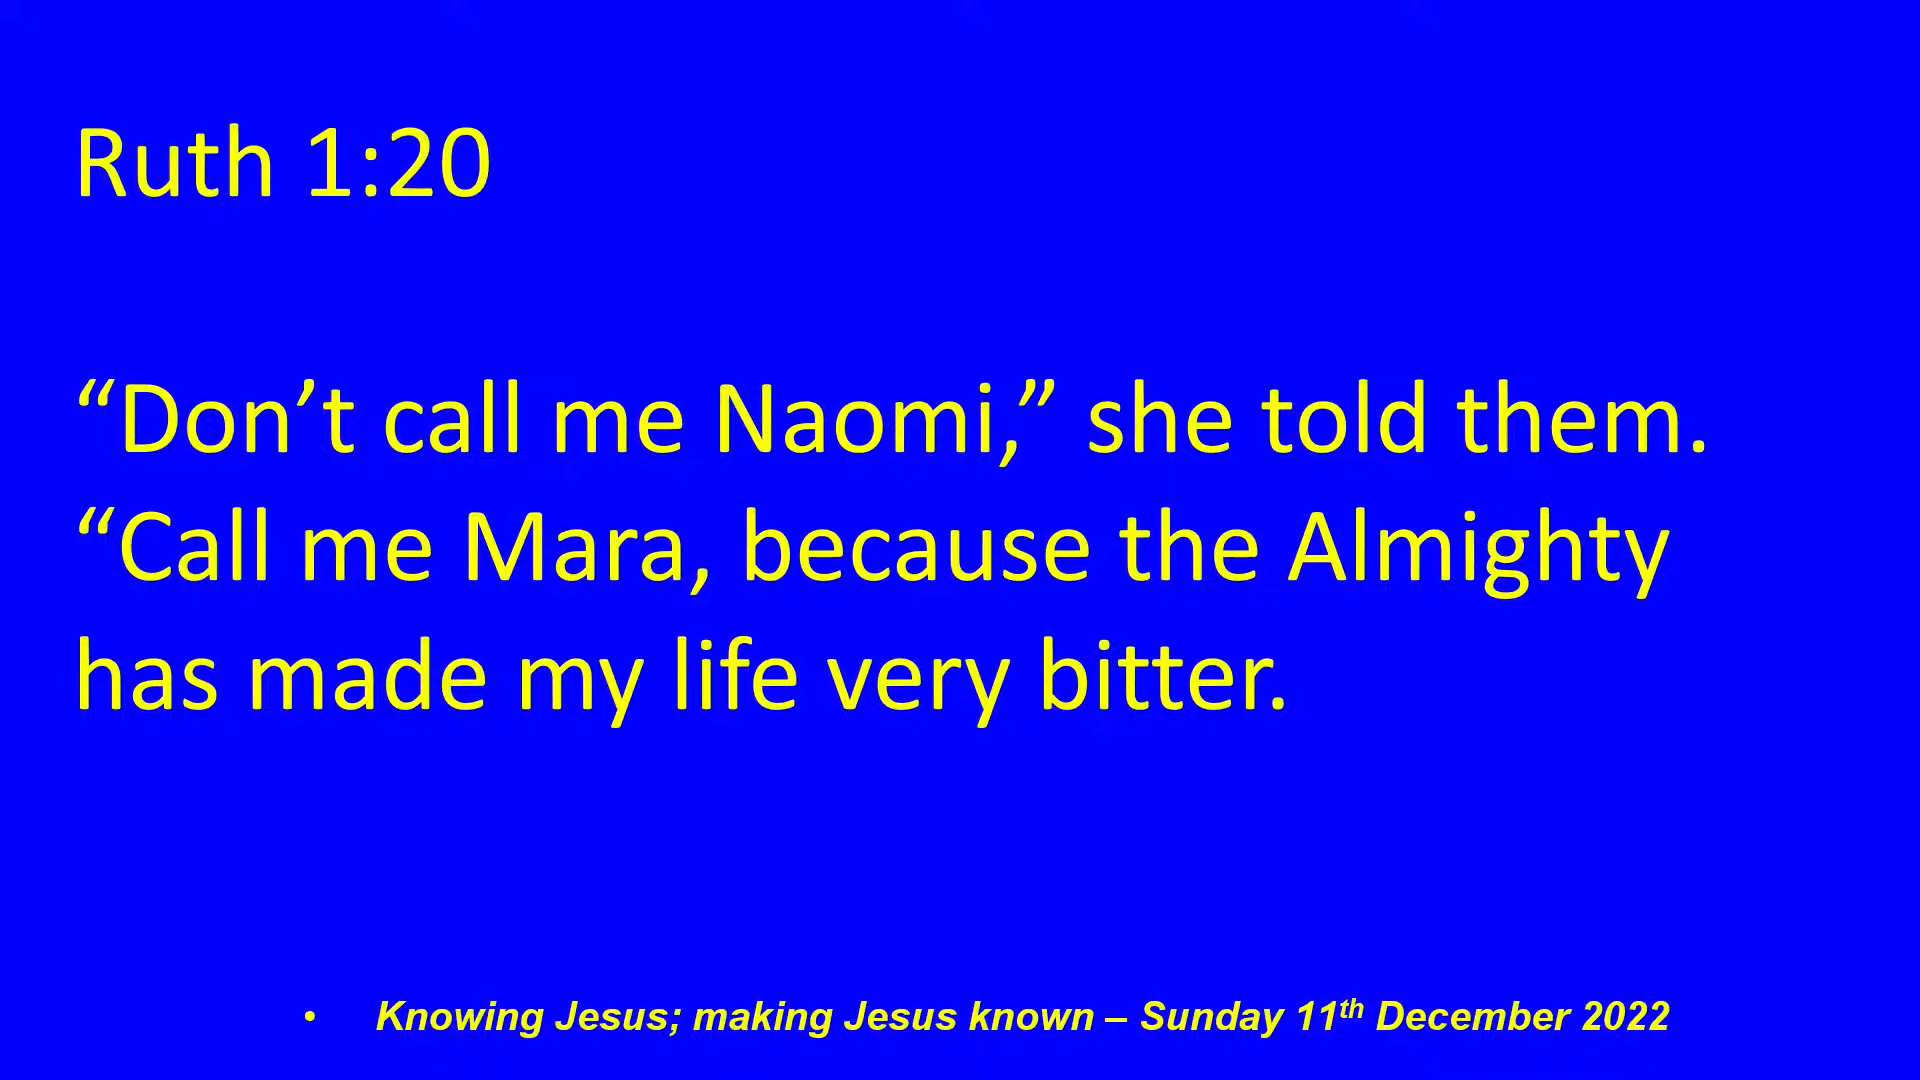 Ruth 1:20
“Don’t call me Naomi,” she told them.
“Call me Mara, because the Almighty
has made my life very bitter.
• Knowing Jesus; making Jesus known – Sunday 11th December 2022